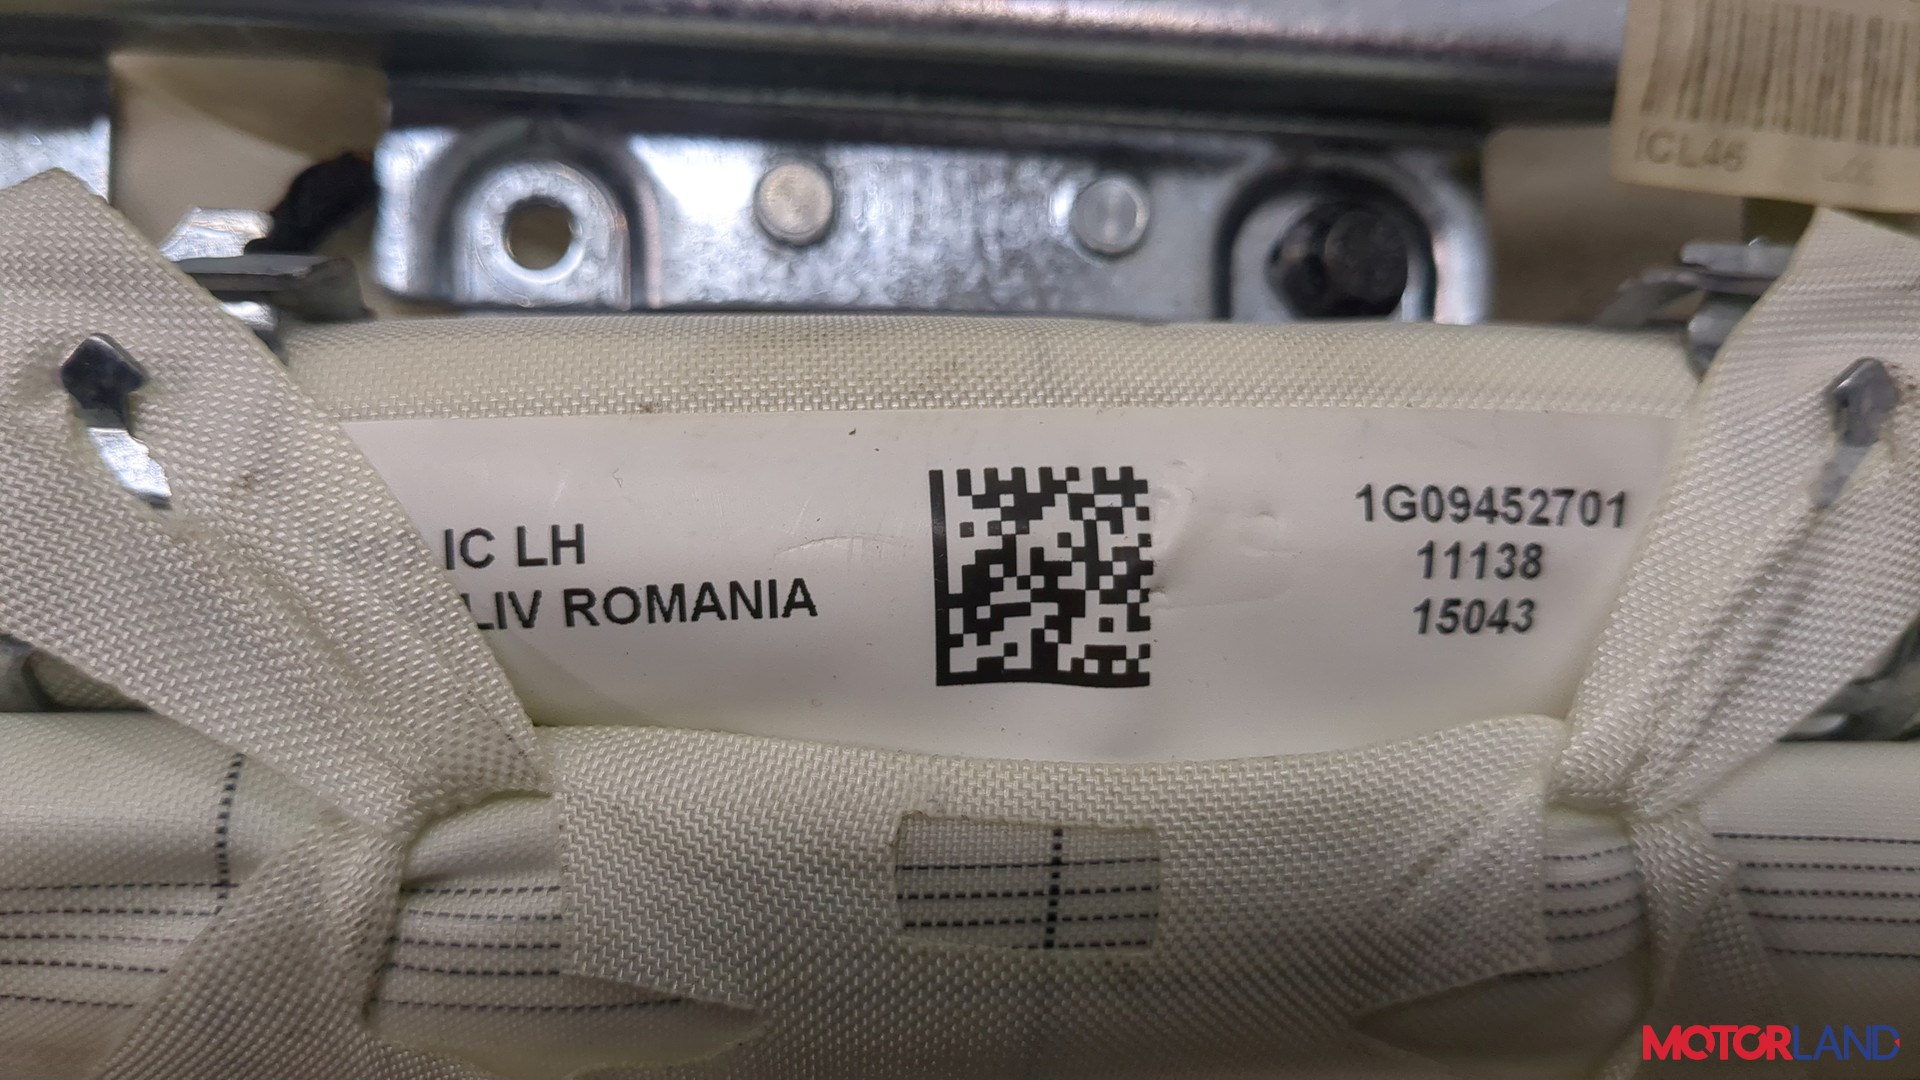 ICL46
IC LH
LIV ROMANIA
1G09452701
11138
15043
MOTORLAND